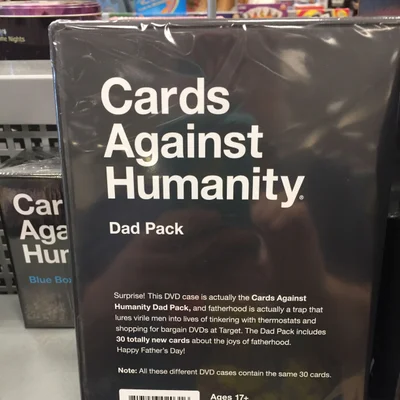 Nights
Cards
Against
Humanity®
Dad Pack
Surprise! This DVD case is actually the Cards Against
Humanity Dad Pack, and fatherhood is actually a trap that
lures virile men into lives of tinkering with thermostats and
shopping for bargain DVDs at Target. The Dad Pack includes
30 totally new cards about the joys of fatherhood.
Happy Father's Day!
Note: All these different DVD cases contain the same 30 cards.
Ages 17+
Car
Aga
Hur
Blue Bo